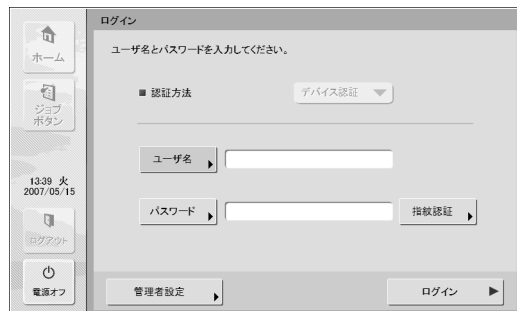 ホーム
ジョブ
ボタン
13:39 火
2007/05/15
ログアウト
電源オフ
ログイン
ユーザ名とパスワードを入力してください。
■ 認証方法
デバイス認証
ユーザ名
パスワード
指紋認証
管理者設定
ログイン